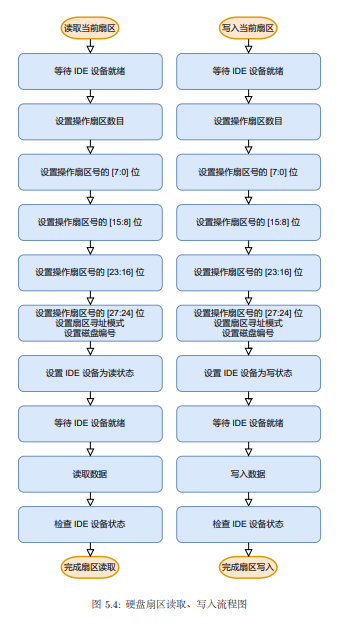 读取当前扇区
等待 IDE 设备就绪
设置操作扇区数目
设置操作扇区号的 [7:0] 位
设置操作扇区号的 [15:8] 位
设置操作扇区号的 [23:16] 位
设置操作扇区号的 [27:24] 位
设置扇区寻址模式
设置磁盘编号
设置 IDE 设备为读状态
等待 IDE 设备就绪
读取数据
检查 IDE 设备状态
完成扇区读取
写入当前扇区
等待 IDE 设备就绪
设置操作扇区数目
设置操作扇区号的 [7:0] 位
设置操作扇区号的 [15:8] 位
设置操作扇区号的 [23:16] 位
设置操作扇区号的 [27:24] 位
设置扇区寻址模式
设置磁盘编号
设置 IDE 设备为写状态
等待 IDE 设备就绪
写入数据
检查 IDE 设备状态
完成扇区写入
图 5.4: 硬盘扇区读取、写入流程图